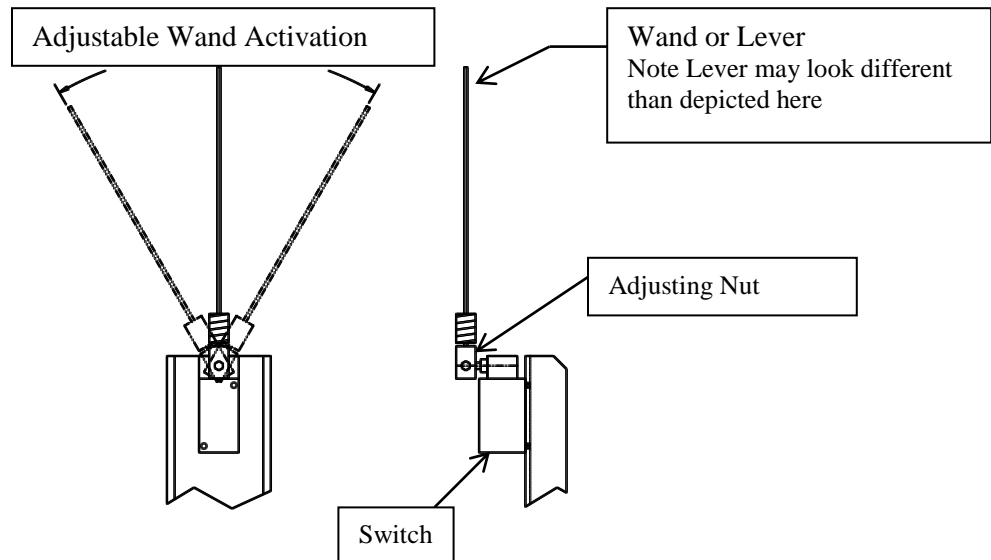 Adjustable Wand Activation
Wand or Lever
Note Lever may look different
than depicted here
Adjusting Nut
Switch